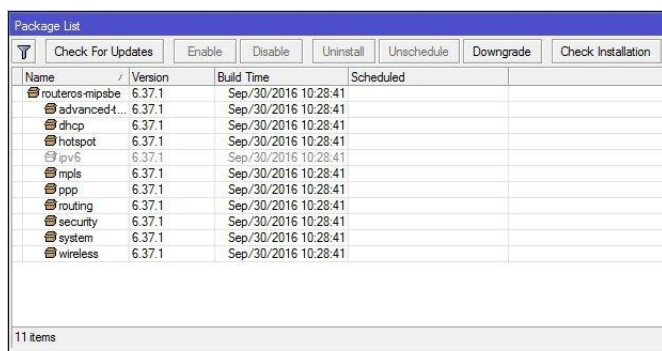 Package List
Check For Updates Enable Disable Uninstall Unschedule Downgrade Check Installation
Name / Version Build Time Scheduled
routeros-mipsbe 6.37.1 Sep/30/2016 10:28:41
advanced-t... 6.37.1 Sep/30/2016 10:28:41
dhcp 6.37.1 Sep/30/2016 10:28:41
hotspot 6.37.1 Sep/30/2016 10:28:41
ipv6 6.37.1 Sep/30/2016 10:28:41
mpls 6.37.1 Sep/30/2016 10:28:41
ppp 6.37.1 Sep/30/2016 10:28:41
routing 6.37.1 Sep/30/2016 10:28:41
security 6.37.1 Sep/30/2016 10:28:41
system 6.37.1 Sep/30/2016 10:28:41
wireless 6.37.1 Sep/30/2016 10:28:41
11 items